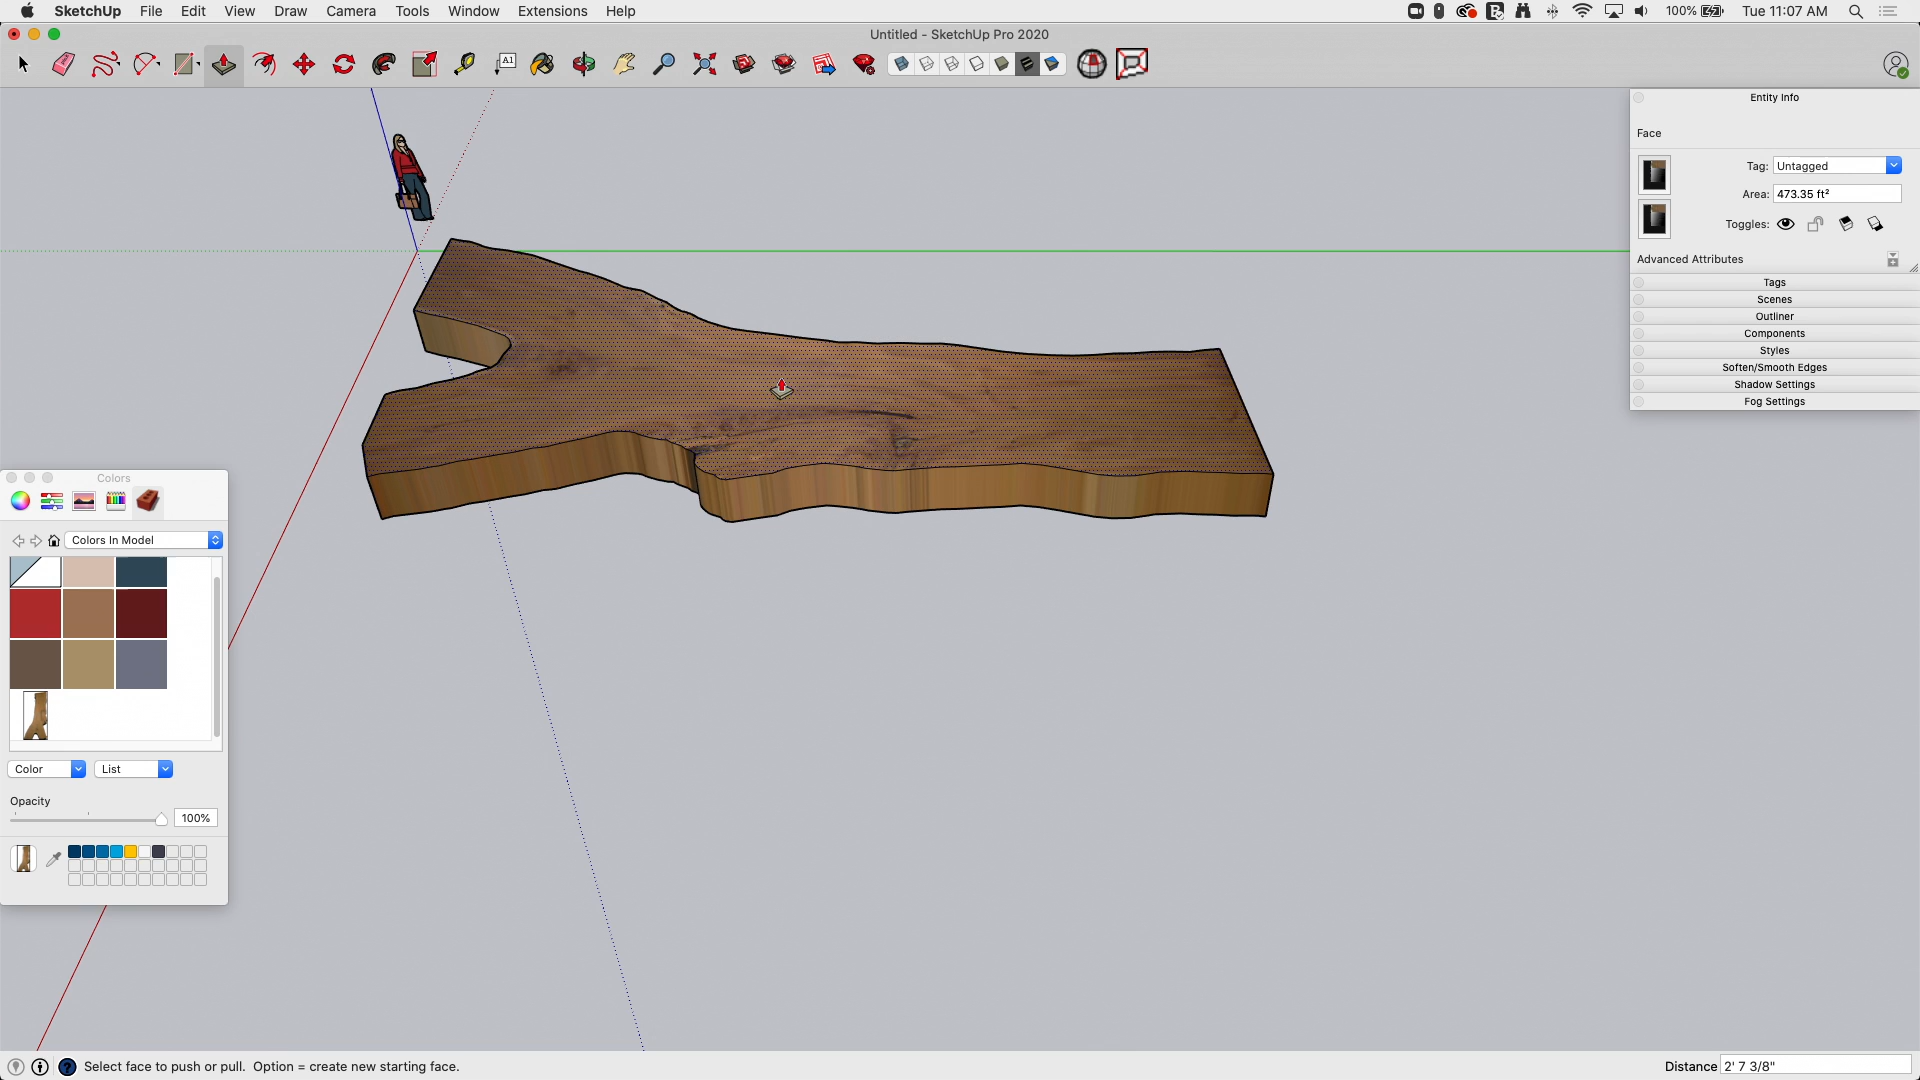 SketchUp File Edit View Draw Camera Tools Window Extensions Help
100% Tue 11:07 AM
Untitled - SketchUp Pro 2020
A1
Entity Info
Face
Tag: Untagged
Area: 473.35 ft²
Toggles:
Advanced Attributes
Tags
Scenes
Outliner
Components
Styles
Soften/Smooth Edges
Shadow Settings
Fog Settings
Colors
Colors In Model
Color List
Opacity
100%
Select face to push or pull. Option = create new starting face.
Distance 2' 7 3/8"